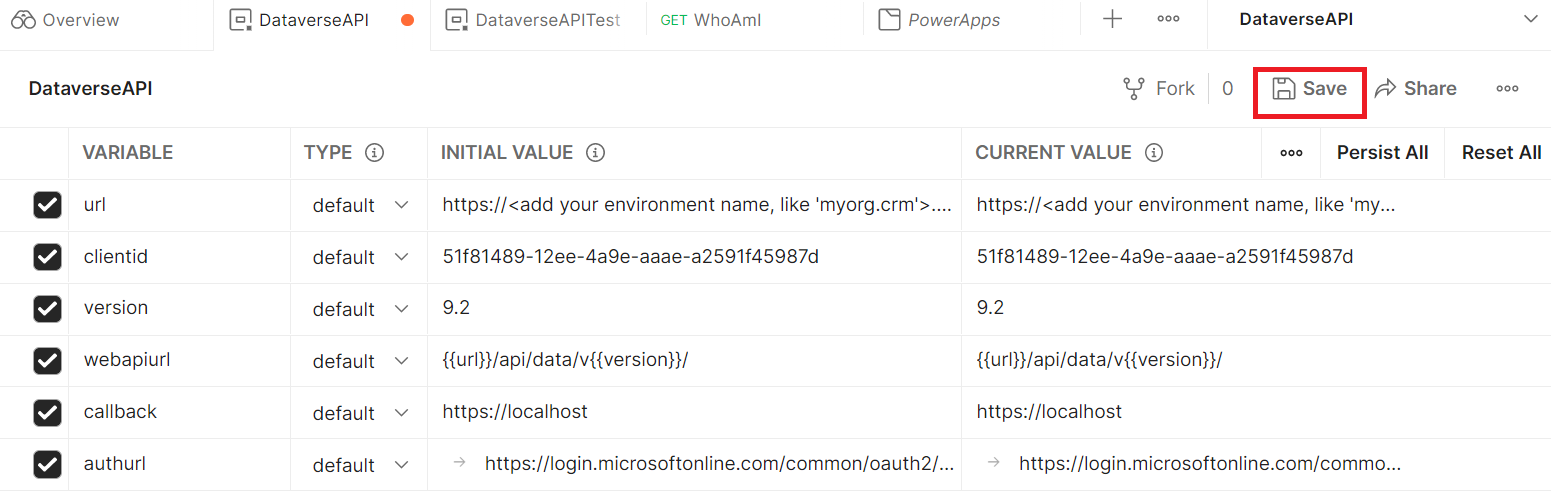 Overview DataverseAPI DataverseAPITest GET WhoAmI PowerApps DataverseAPI
DataverseAPI Fork 0 Save Share
VARIABLE TYPE INITIAL VALUE CURRENT VALUE Persist All Reset All
url default https://<add your environment name, like 'myorg.crm'>.... https://<add your environment name, like 'my...
clientid default 51f81489-12ee-4a9e-aaae-a2591f45987d 51f81489-12ee-4a9e-aaae-a2591f45987d
version default 9.2 9.2
webapiurl default {{url}}/api/data/v{{version}}/ {{url}}/api/data/v{{version}}/
callback default https://localhost https://localhost
authurl default → https://login.microsoftonline.com/common/oauth2/... → https://login.microsoftonline.com/commo...